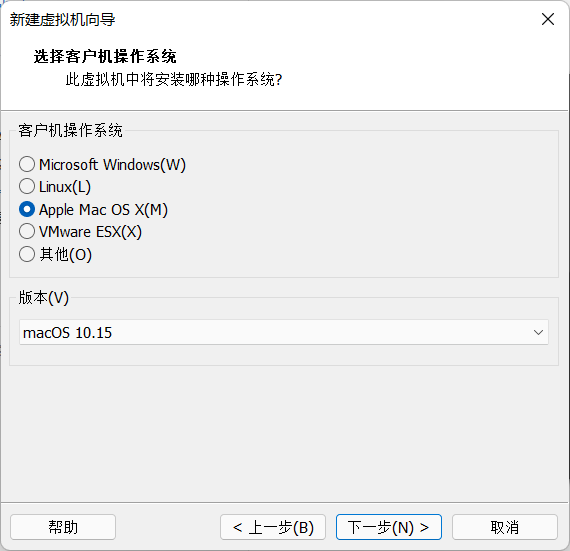 新建虚拟机向导
选择客户机操作系统
此虚拟机中将安装哪种操作系统?
客户机操作系统
Microsoft Windows(W)
Linux(L)
Apple Mac OS X(M)
VMware ESX(X)
其他(O)
版本(V)
macOS 10.15
帮助
< 上一步(B)
下一步(N) >
取消